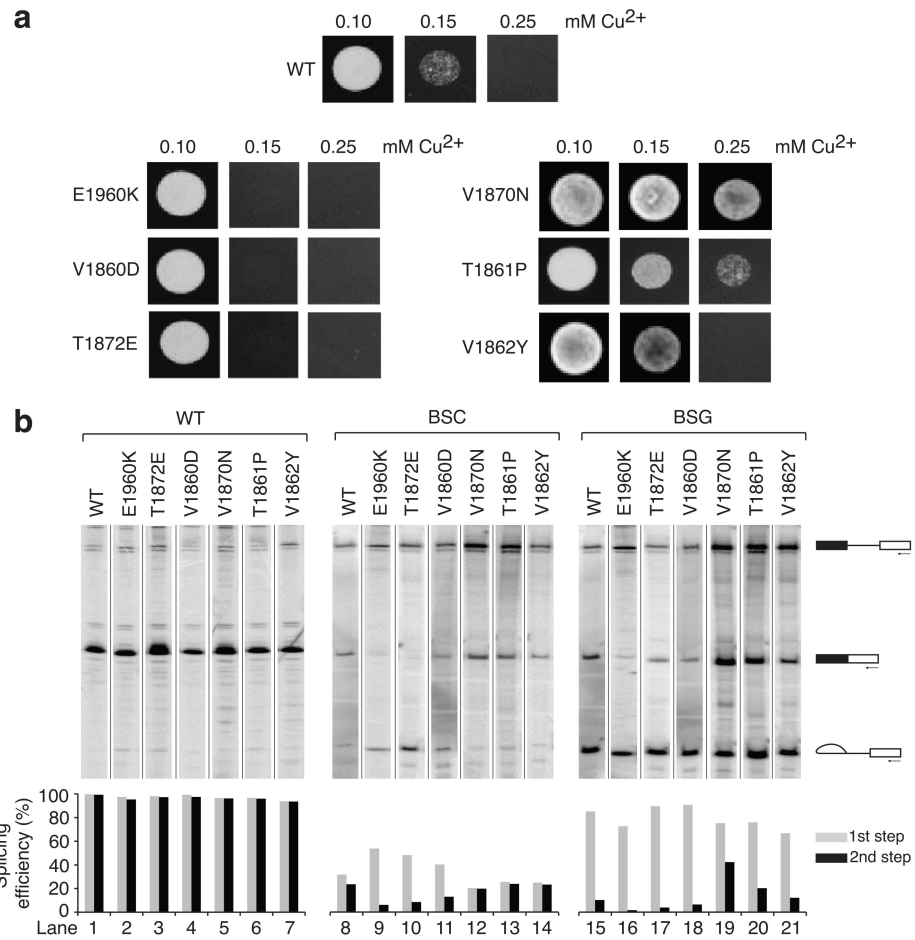 a
0.10 0.15 0.25 mM Cu2+
WT
0.10 0.15 0.25 mM Cu2+
E1960K
V1860D
T1872E
0.10 0.15 0.25 mM Cu2+
V1870N
T1861P
V1862Y
b
WT BSC BSG
WT E1960K T1872E V1860D V1870N T1861P V1862Y
WT E1960K T1872E V1860D V1870N T1861P V1862Y
WT E1960K T1872E V1860D V1870N T1861P V1862Y
Splicing
efficiency (%)
100
80
60
40
20
0
1st step
2nd step
Lane 1 2 3 4 5 6 7 8 9 10 11 12 13 14 15 16 17 18 19 20 21